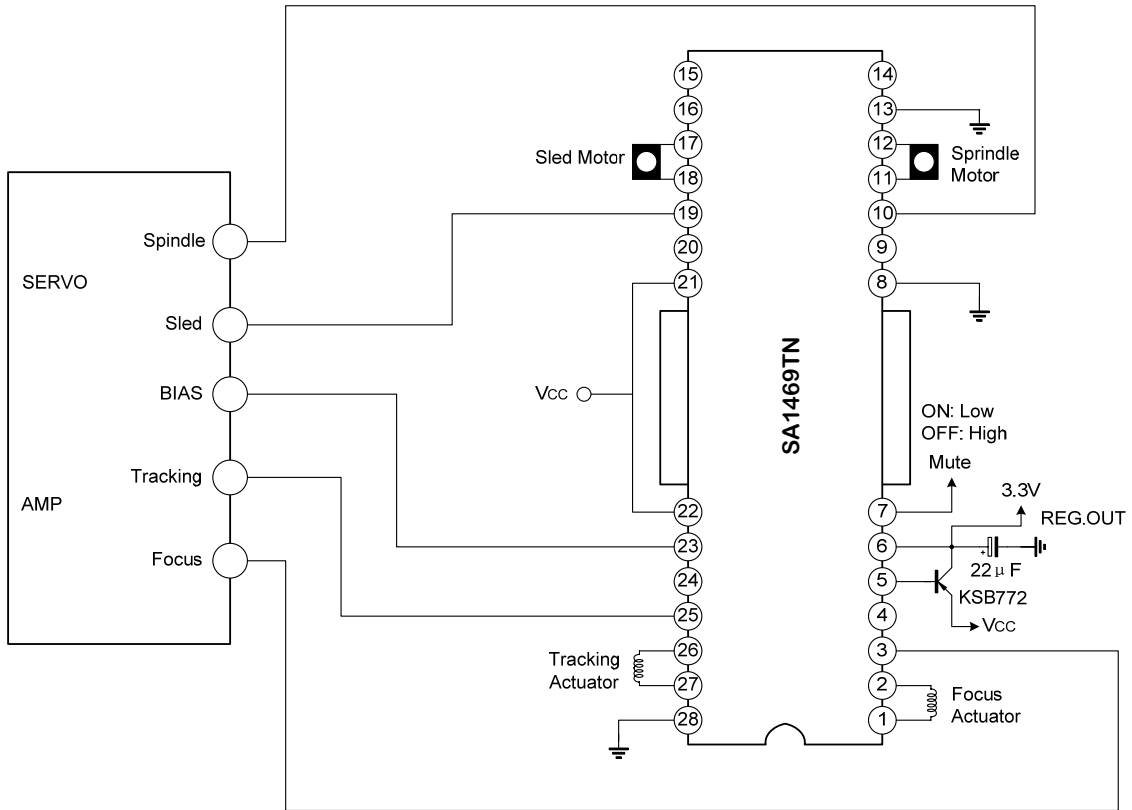 15
14
16
13
17
12
Sled Motor
Sprindle
Motor
18
11
19
10
Spindle
20
9
SERVO
21
8
Sled
BIAS
VCC
SA1469TN
ON: Low
OFF: High
Mute
Tracking
3.3V
AMP
22
7
REG.OUT
23
6
Focus
+
22 μ F
24
5
KSB772
25
4
VCC
26
3
Tracking
Actuator
27
2
Focus
Actuator
28
1